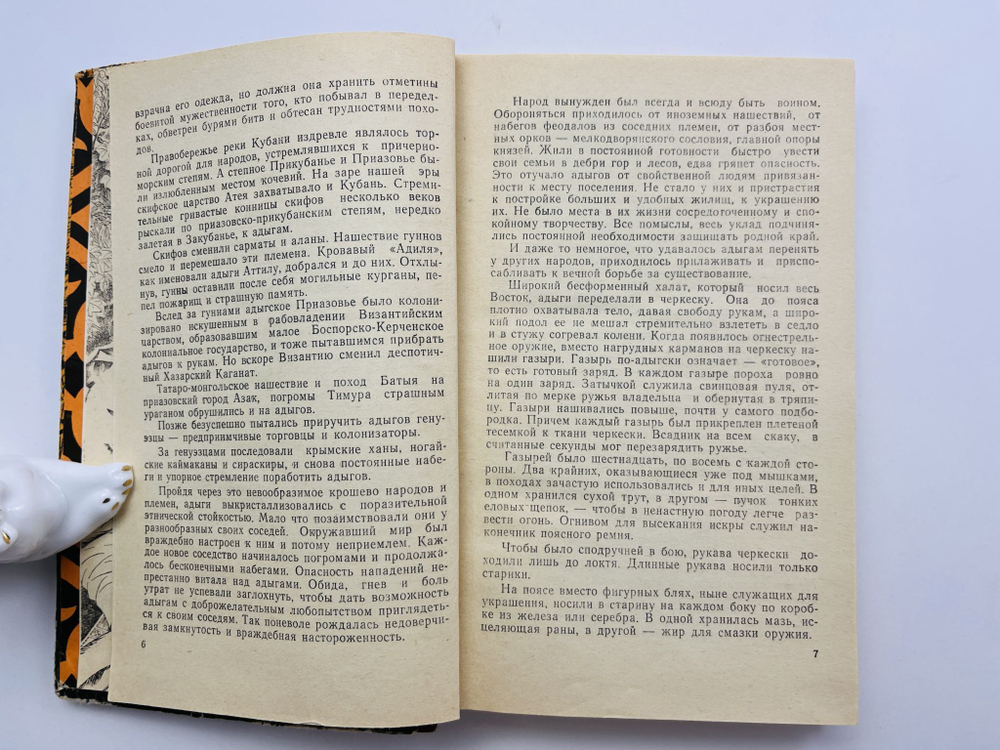 взрачна его одежда, но должна она хранить отметины
боевитой мужественности того, кто побывал в передел-
ках, обветрен бурями битв и обтесан трудностями похо-
дов.
Правобережье реки Кубани издревле являлось тор-
ной дорогой для народов, устремлявшихся к причерно-
морским степям. А степное Прикубанье и Приазовье бы-
ли излюбленным местом кочевий. На заре нашей эры
скифское царство Атея захватывало и Кубань. Стреми-
тельные гривастые конницы скифов несколько веков
рыскали по приазовско-прикубанским степям, нередко
залетая в Закубанье, к адыгам.
Скифов сменили сарматы и аланы. Нашествие гуннов
смело и перемешало эти племена. Кровавый «Адиля»,
как именовали адыги Аттилу, добрался и до них. Отхлы-
нув, гунны оставили после себя могильные курганы, пе-
пел пожарищ и страшную память.
Вслед за гуннами адыгское Приазовье было колони-
зировано искушенным в рабовладении Византийским
царством, образовавшим малое Боспорско-Керченское
колониальное государство, и тоже пытавшимся прибрать
адыгов к рукам. Но вскоре Византию сменил деспотич-
ный Хазарский Каганат.
Татаро-монгольское нашествие и поход Батыя на
приазовский город Азак, погромы Тимура страшным
ураганом обрушились и на адыгов.
Позже безуспешно пытались приручить адыгов гену-
эзцы — предприимчивые торговцы и колонизаторы.
За генуэзцами последовали крымские ханы, ногай-
ские каймаканы и сираскиры, и снова постоянные набе-
ги и упорное стремление поработить адыгов.
Пройдя через это невообразимое крошево народов и
племен, адыги выкристаллизовались с поразительной
этнической стойкостью. Мало что позаимствовали они у
разнообразных своих соседей. Окружавший мир был
враждебно настроен к ним и потому неприемлем. Каж-
дое новое соседство начиналось погромами и продолжа-
лось бесконечными набегами. Опасность нападений не-
престанно витала над адыгами. Обида, гнев и боль
утрат не успевали заглохнуть, чтобы дать возможность
адыгам с доброжелательным любопытством приглядеть-
ся к своим соседям. Так поневоле рождалась недоверчи-
вая замкнутость и враждебная настороженность.
6
Народ вынужден был всегда и всюду быть воином.
Обороняться приходилось от иноземных нашествий, от
набегов феодалов из соседних племен, от разбоя мест-
ных орков — мелкодворянского сословия, главной опоры
князей. Жили в постоянной готовности быстро увести
свои семьи в дебри гор и лесов, едва грянет опасность.
Это отучало адыгов от свойственной людям привязан-
ности к месту поселения. Не стало у них и пристрастия
к постройке больших и удобных жилищ, к украшению
их. Не было места в их жизни сосредоточенному и спо-
койному творчеству. Все помыслы, весь уклад подчиня-
лись постоянной необходимости защищать родной край.
И даже то немногое, что удавалось адыгам перенять
у других народов, приходилось прилаживать и приспо-
сабливать к вечной борьбе за существование.
Широкий бесформенный халат, который носил весь
Восток, адыги переделали в черкеску. Она до пояса
плотно охватывала тело, давая свободу рукам, а широ-
кий подол ее не мешал стремительно взлететь в седло
и в стужу согревал колени. Когда появилось огнестрель-
ное оружие, вместо нагрудных карманов на черкеску на-
шили газыри. Газырь по-адыгски означает — «готовое»,
то есть готовый заряд. В каждом газыре пороха ровно
на один заряд. Затычкой служила свинцовая пуля, от-
литая по мерке ружья владельца и обернутая в тряпи-
цу. Газыри нашивались повыше, почти у самого подбо-
родка. Причем каждый газырь был прикреплен плетеной
тесемкой к ткани черкески. Всадник на всем скаку, в
считанные секунды мог перезарядить ружье.
Газырей было шестнадцать, по восемь с каждой сто-
роны. Два крайних, оказывающиеся уже под мышками,
в походах зачастую использовались и для иных целей. В
одном хранился сухой трут, в другом — пучок тонких
еловых щепок, — чтобы в ненастную погоду легче раз-
вести огонь. Огнивом для высекания искры служил на-
конечник поясного ремня.
Чтобы было сподручней в бою, рукава черкески до-
ходили лишь до локтя. Длинные рукава носили только
старики.
На поясе вместо фигурных блях, ныне служащих для
украшения, носили в старину на каждом боку по короб-
ке из железа или серебра. В одной хранилась мазь, ис-
целяющая раны, в другой — жир для смазки оружия.
7